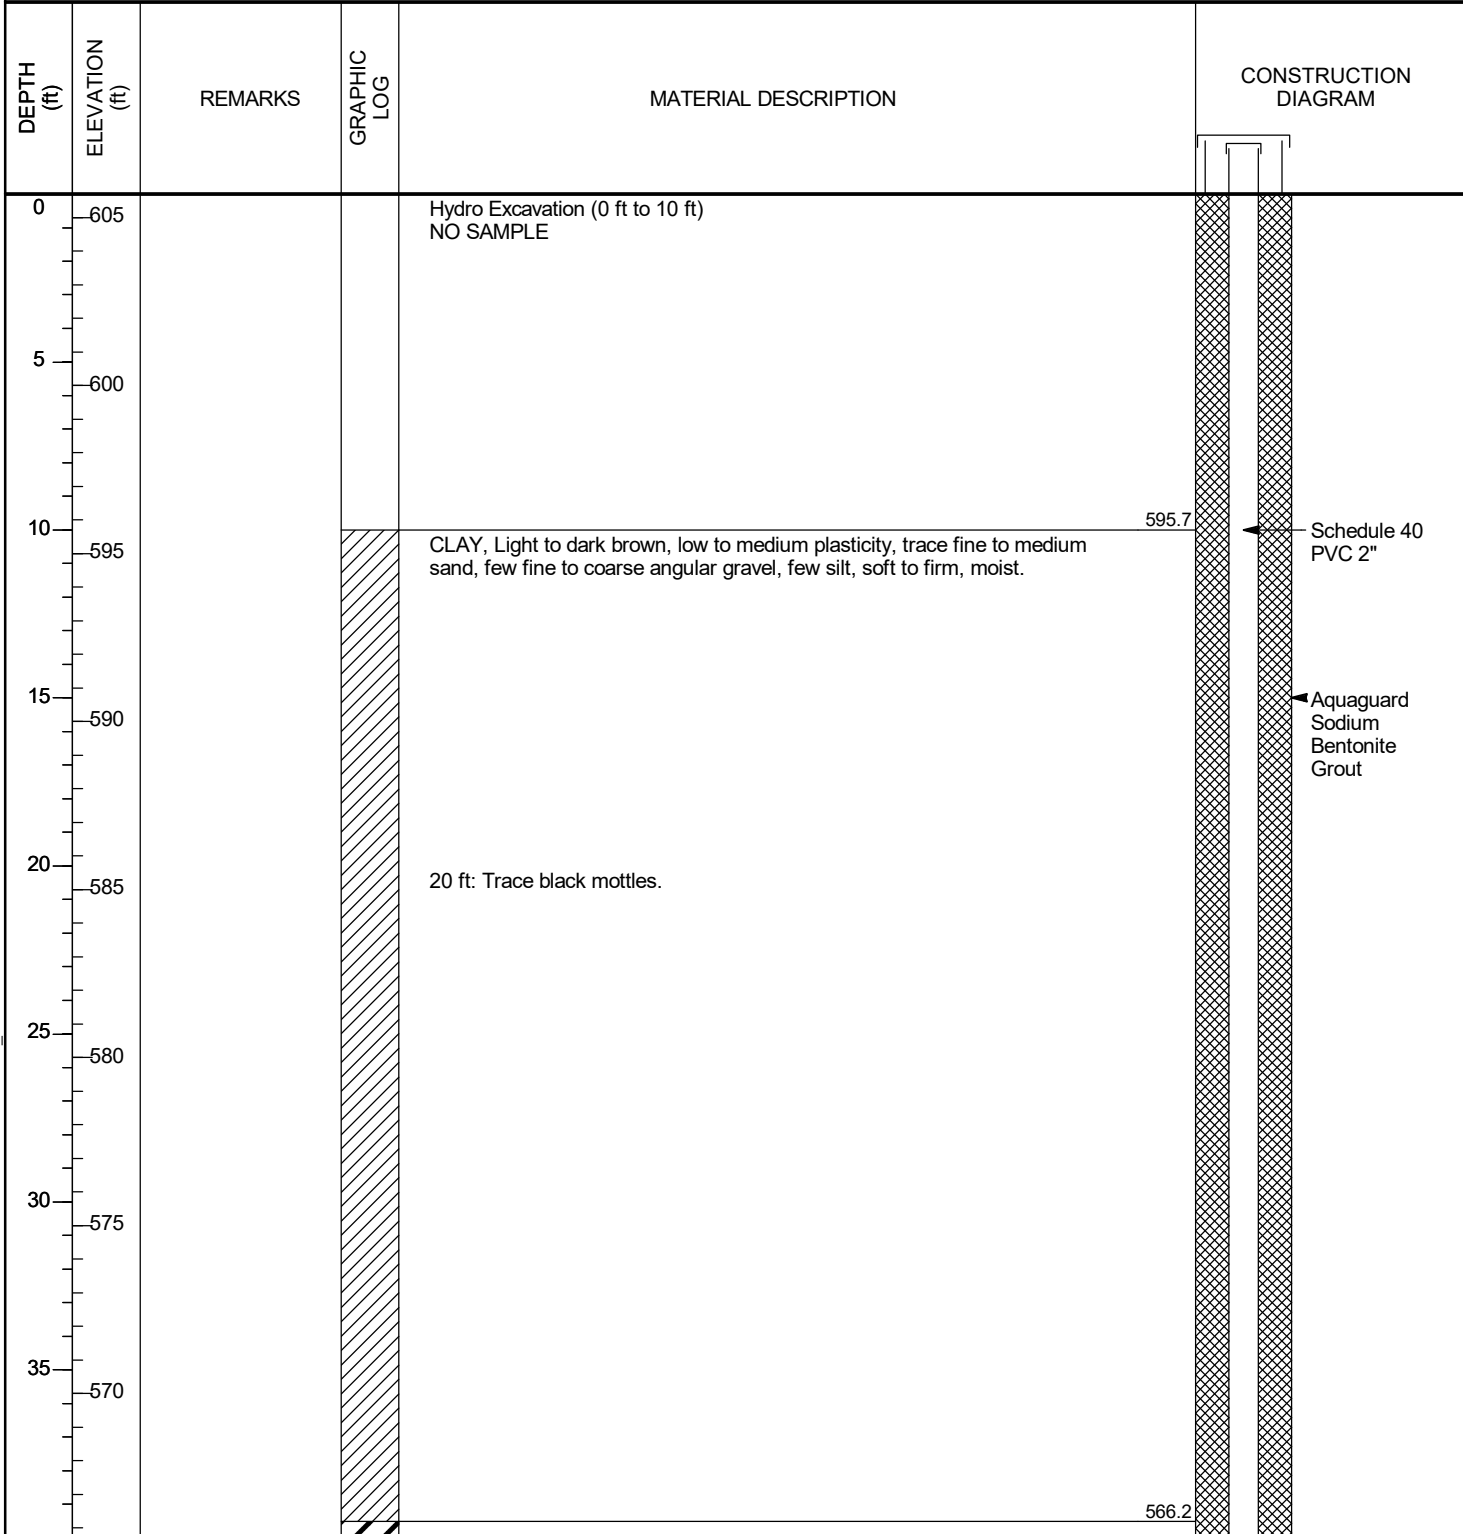 DEPTH
(ft)
ELEVATION
(ft)
REMARKS
GRAPHIC
LOG
MATERIAL DESCRIPTION
CONSTRUCTION
DIAGRAM
0
605
Hydro Excavation (0 ft to 10 ft)
NO SAMPLE
5
600
595.7
10
595
CLAY, Light to dark brown, low to medium plasticity, trace fine to medium
sand, few fine to coarse angular gravel, few silt, soft to firm, moist.
Schedule 40
PVC 2"
15
590
Aquaguard
Sodium
Bentonite
Grout
20
585
20 ft: Trace black mottles.
25
580
30
575
35
570
566.2